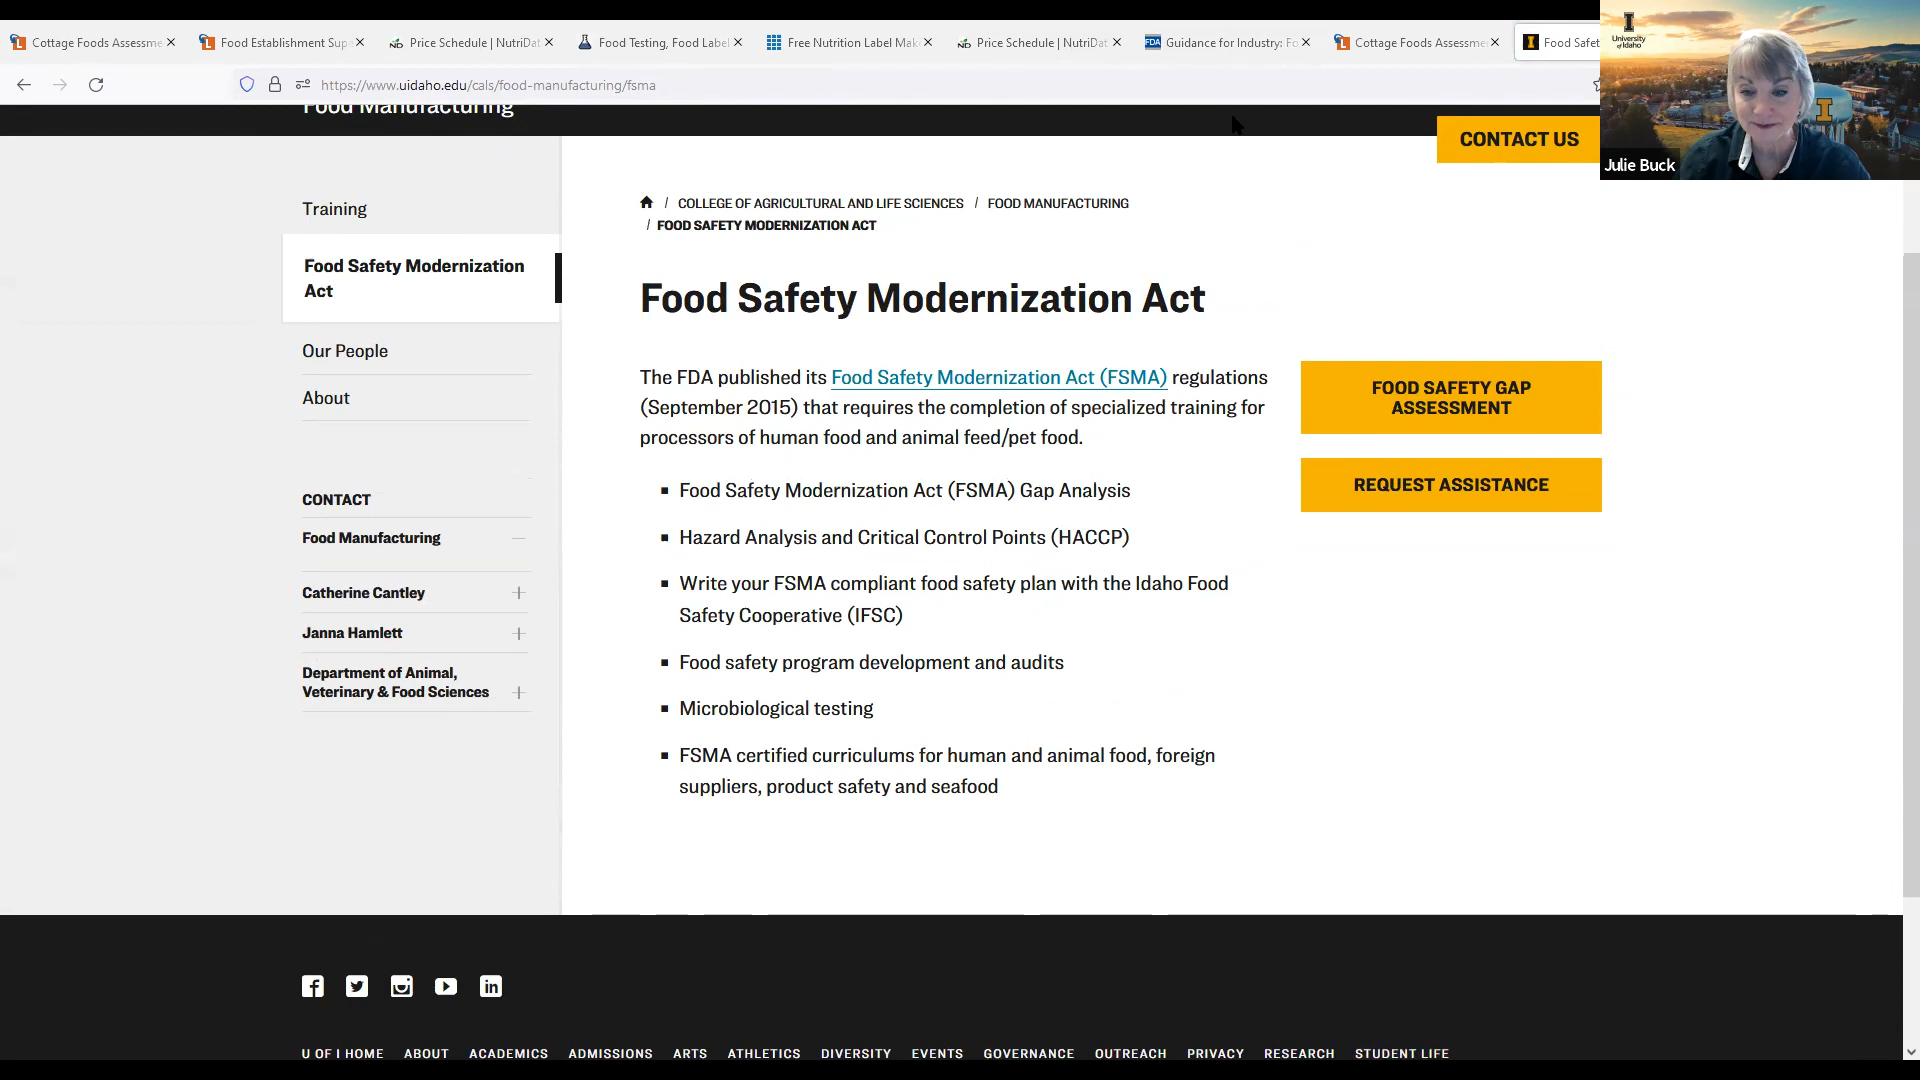 Cottage Foods Assessme
Food Establishment Supp
Price Schedule | NutriDat
Food Testing, Food Label
Free Nutrition Label Mak
Price Schedule | NutriDat
FDA
Guidance for Industry: Fo
Cottage Foods Assessme
Food Safet
https://www.uidaho.edu/cals/food-manufacturing/fsma
University
of Idaho
Julie Buck
Food Manufacturing
CONTACT US
Training
Food Safety Modernization
Act
Our People
About
CONTACT
Food Manufacturing
Catherine Cantley
Janna Hamlett
Department of Animal,
Veterinary & Food Sciences
/ COLLEGE OF AGRICULTURAL AND LIFE SCIENCES / FOOD MANUFACTURING
/ FOOD SAFETY MODERNIZATION ACT
Food Safety Modernization Act
The FDA published its Food Safety Modernization Act (FSMA) regulations
(September 2015) that requires the completion of specialized training for
processors of human food and animal feed/pet food.
Food Safety Modernization Act (FSMA) Gap Analysis
Hazard Analysis and Critical Control Points (HACCP)
Write your FSMA compliant food safety plan with the Idaho Food
Safety Cooperative (IFSC)
Food safety program development and audits
Microbiological testing
FSMA certified curriculums for human and animal food, foreign
suppliers, product safety and seafood
FOOD SAFETY GAP
ASSESSMENT
REQUEST ASSISTANCE
U OF I HOME ABOUT ACADEMICS ADMISSIONS ARTS ATHLETICS DIVERSITY EVENTS GOVERNANCE OUTREACH PRIVACY RESEARCH STUDENT LIFE